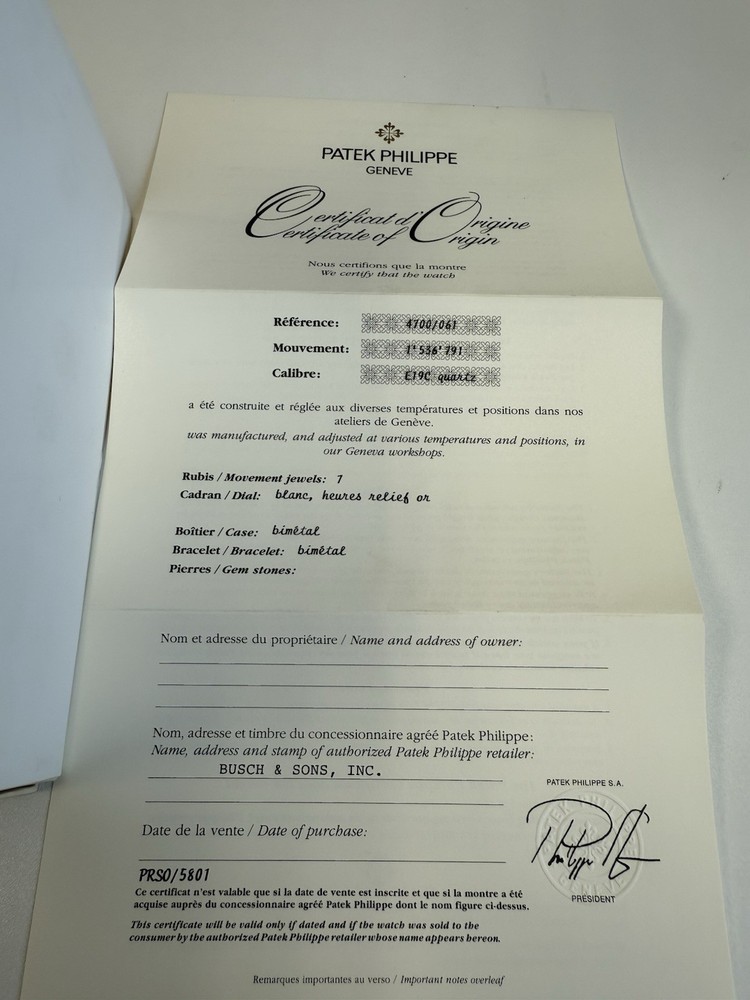 PATEK PHILIPPE
GENEVE
Certificat d'Origine
Certificate of Origin
Nous certifions que la montre
We certify that the watch
Référence: 4700/061
Mouvement: 1'536'791
Calibre: E19C quartz
a été construite et réglée aux diverses températures et positions dans nos
ateliers de Genève.
was manufactured, and adjusted at various temperatures and positions, in
our Geneva workshops.
Rubis / Movement jewels: 7
Cadran / Dial: blanc, heures relief or
Boîtier / Case: bimétal
Bracelet / Bracelet: bimétal
Pierres / Gem stones:
Nom et adresse du propriétaire / Name and address of owner:
Nom, adresse et timbre du concessionnaire agréé Patek Philippe:
Name, address and stamp of authorized Patek Philippe retailer:
BUSCH & SONS, INC.
PATEK PHILIPPE S.A.
Date de la vente / Date of purchase:
PRSO/5801
PRESIDENT
Ce certificat n'est valable que si la date de vente est inscrite et que si la montre a été
acquise auprès du concessionnaire agréé Patek Philippe dont le nom figure ci-dessus.
This certificate will be valid only if dated and if the watch was sold to the
consumer by the authorized Patek Philippe retailer whose name appears hereon.
Remarques importantes au verso / Important notes overleaf